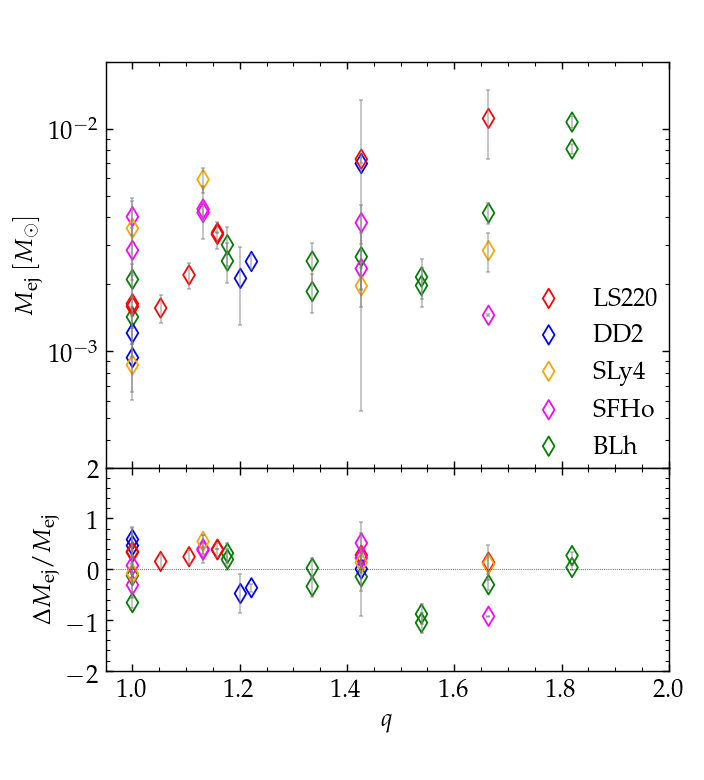 10⁻²
10⁻³
M_ej [M_☉]
LS220
DD2
SLy4
SFHo
BLh
2
1
0
−1
−2
ΔM_ej/M_ej
1.0 1.2 1.4 1.6 1.8 2.0
q